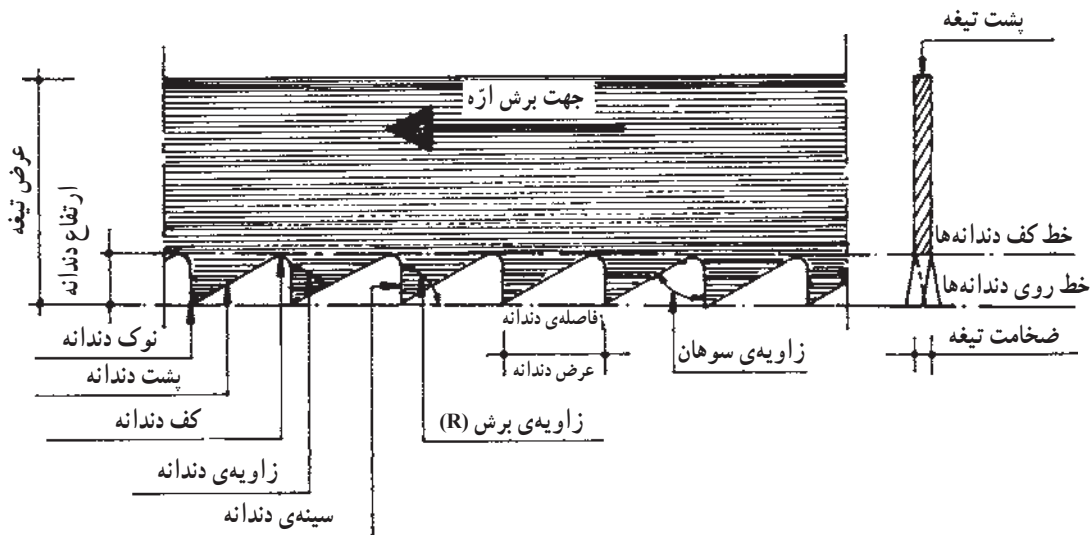 پشت تیغه
جهت برش ارّه
عرض تیغه
ارتفاع دندانه
خط کف دندانه‌ها
خط روی دندانه‌ها
ضخامت تیغه
فاصله‌ی دندانه
عرض دندانه
زاویه‌ی سوهان
نوک دندانه
پشت دندانه
کف دندانه
زاویه‌ی برش (R)
زاویه‌ی دندانه
سینه‌ی دندانه